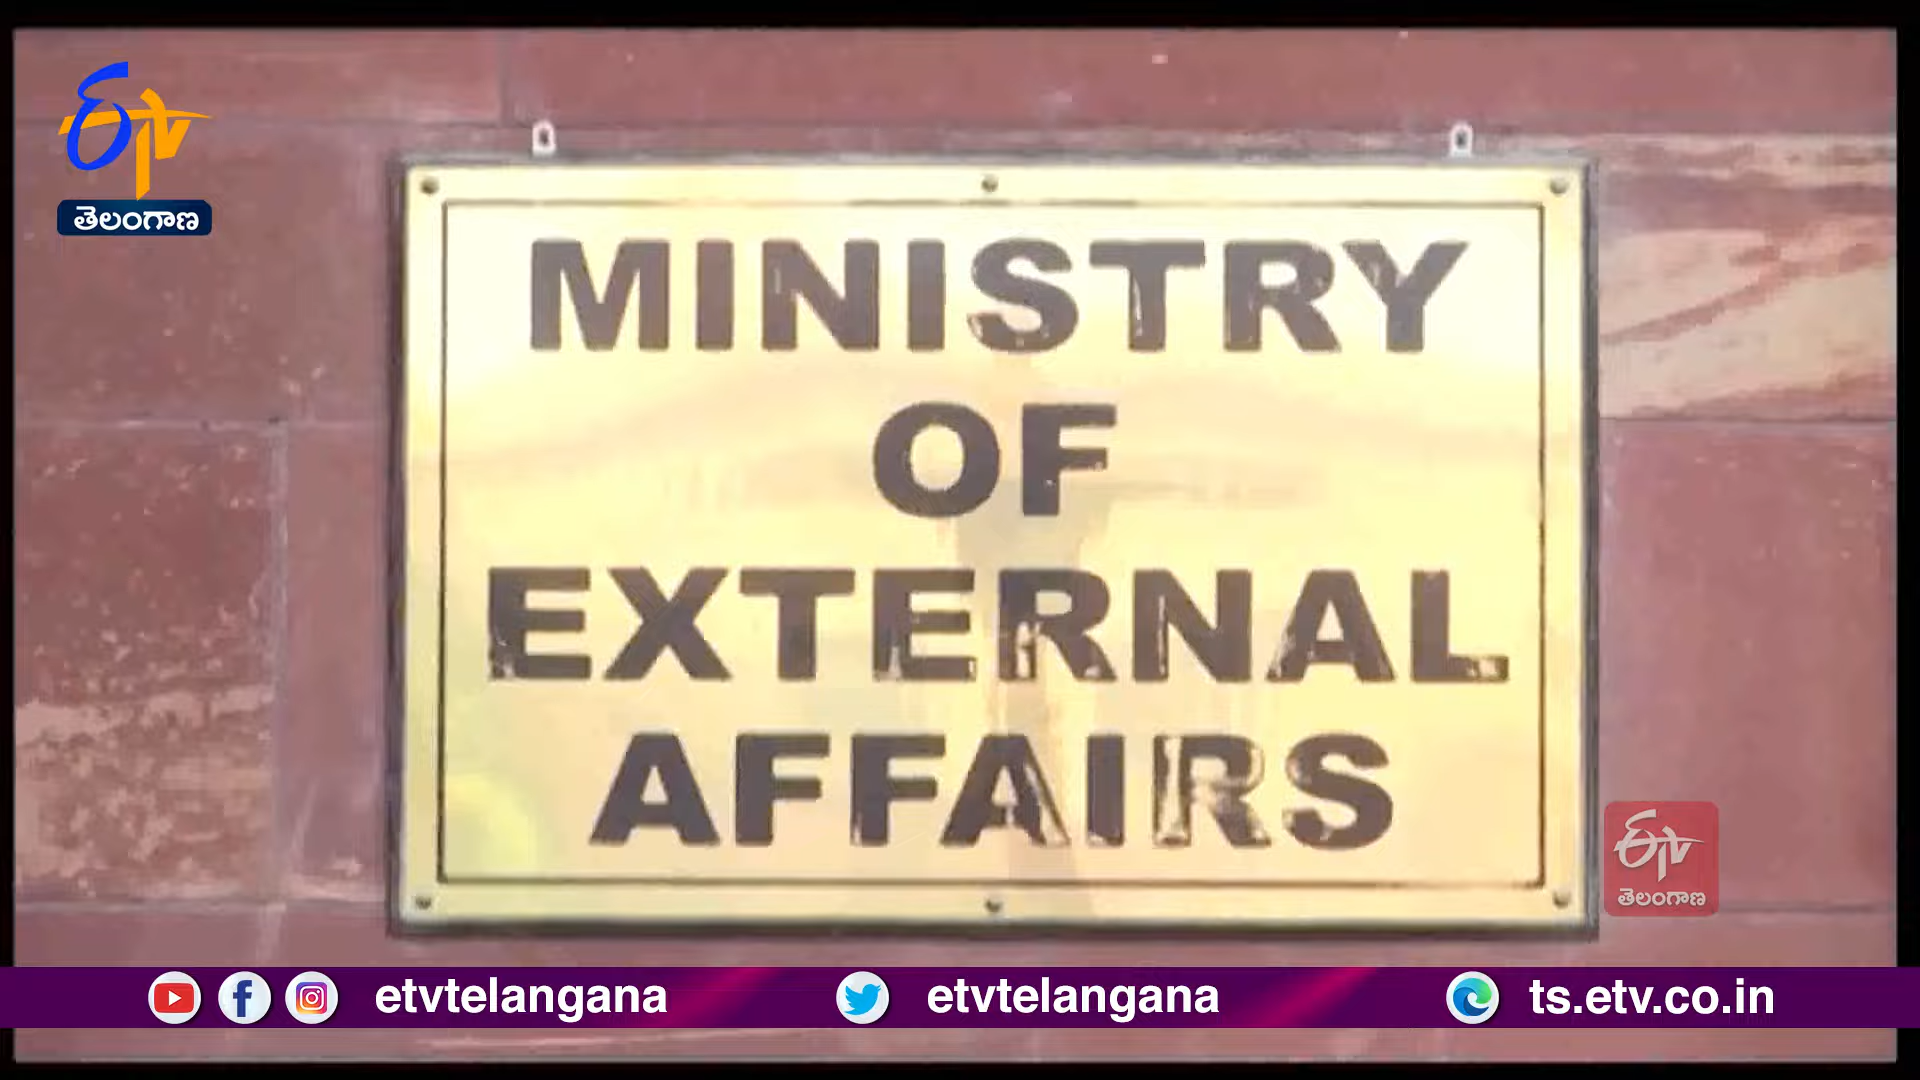 ETV
తెలంగాణ
MINISTRY
OF
EXTERNAL
AFFAIRS
ETV
తెలంగాణ
etvtelangana
etvtelangana
ts.etv.co.in